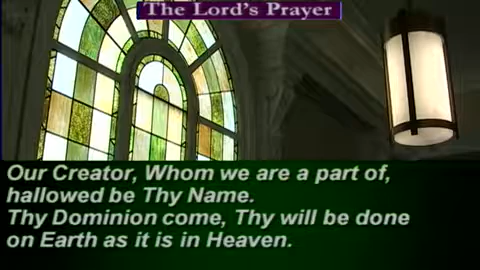 The Lord's Prayer
Our Creator, Whom we are a part of,
hallowed be Thy Name.
Thy Dominion come, Thy will be done
on Earth as it is in Heaven.